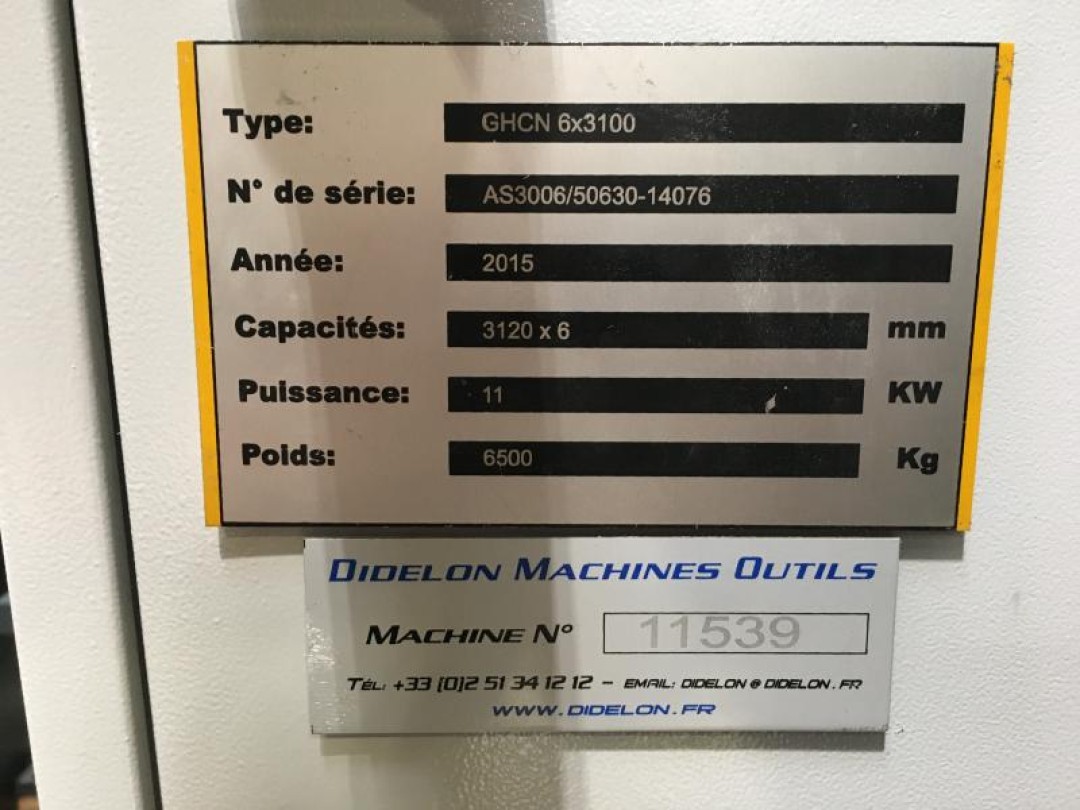 Type: GHCN 6x3100
N° de série: AS3006/50630-14076
Année: 2015
Capacités: 3120 x 6 mm
Puissance: 11 KW
Poids: 6500 Kg
DIDELON MACHINES OUTILS
MACHINE N° 11539
TÉL: +33 (0)2 51 34 12 12 - EMAIL: DIDELON@DIDELON.FR
WWW.DIDELON.FR